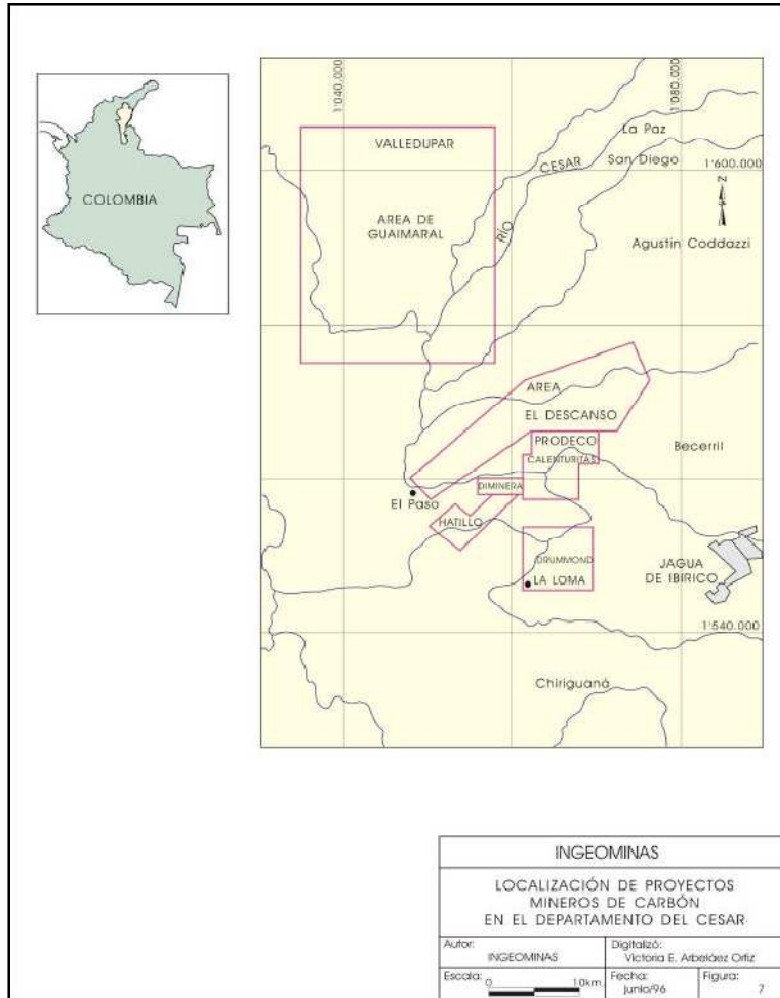 COLOMBIA
1'040.000
1'080.000
VALLEDUPAR
La Paz
CESAR
San Diego
1'600.000
N
AREA DE
GUAIMARAL
RÍO
Agustín Coddazzi
AREA
EL DESCANSO
PRODECO
Becerril
CALENTURITAS
DIMINERA
El Paso
HATILLO
DRUMMOND
JAGUA
DE IBIRICO
LA LOMA
1'540.000
Chiriguaná
INGEOMINAS
LOCALIZACIÓN DE PROYECTOS
MINEROS DE CARBÓN
EN EL DEPARTAMENTO DEL CESAR
Autor:
INGEOMINAS
Digitalizó:
Victoria E. Arbeláez Ortiz
Escala: 0 10km.
Fecha:
junio/96
Figura:
7